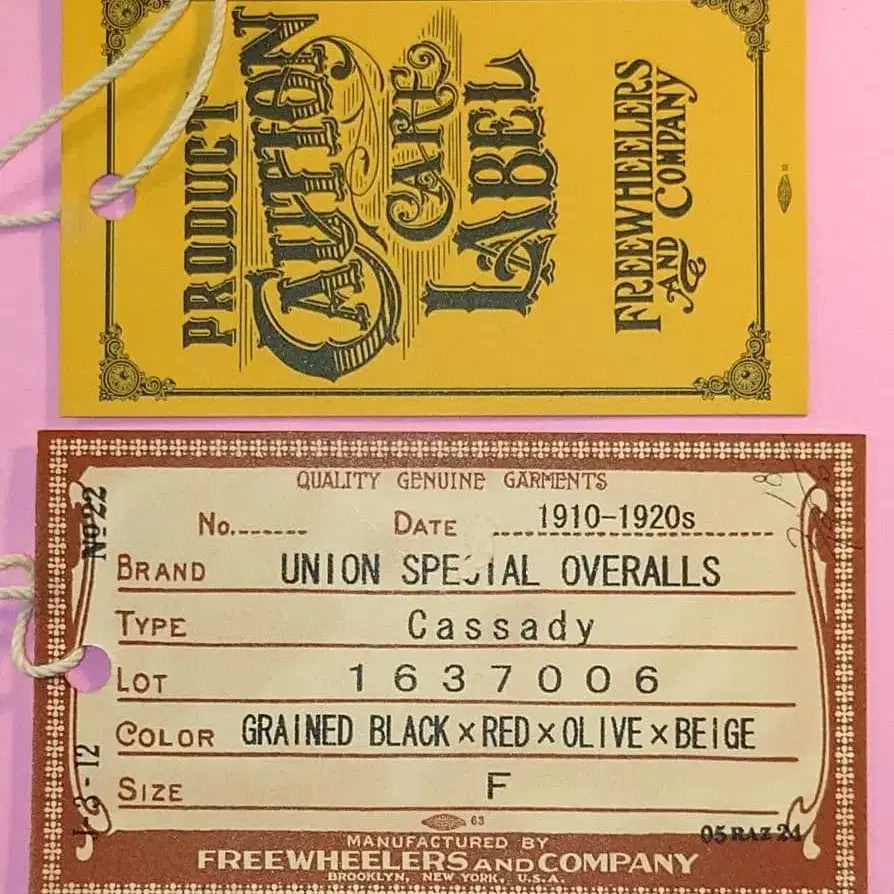 PRODUCT
CAUTION
CARE
LABEL
FREEWHEELERS
AND COMPANY
QUALITY GENUINE GARMENTS
No 22
No....... DATE 1910-1920s
BRAND UNION SPECIAL OVERALLS
TYPE Cassady
LOT 1637006
COLOR GRAINED BLACK×RED×OLIVE×BEIGE
SIZE F
63
MANUFACTURED BY
FREEWHEELERS AND COMPANY
BROOKLYN, NEW YORK, U.S.A.